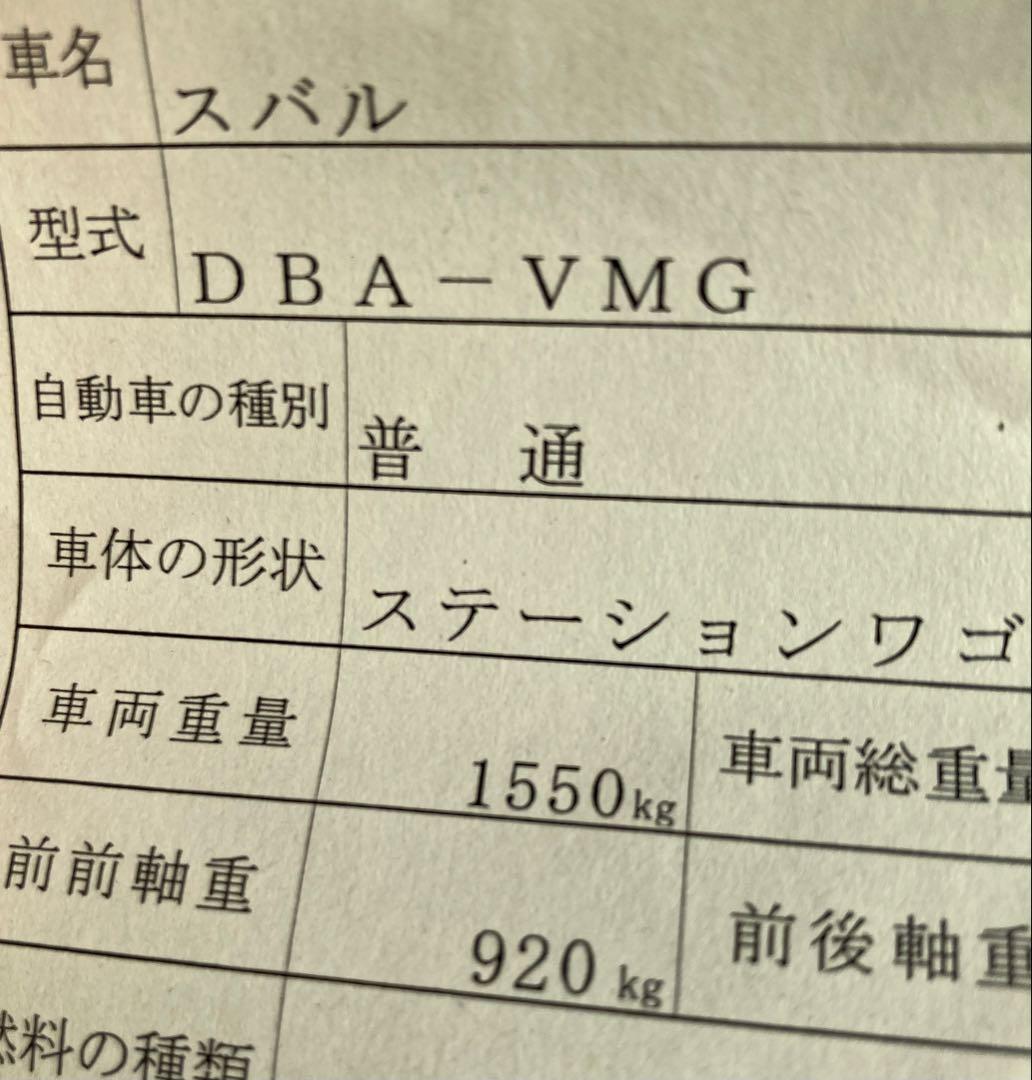 車名 スバル
型式 DBA-VMG
自動車の種別 普 通
車体の形状 ステーションワゴ
車両重量 1550kg 車両総重量
前前軸重 920kg 前後軸重
燃料の種類